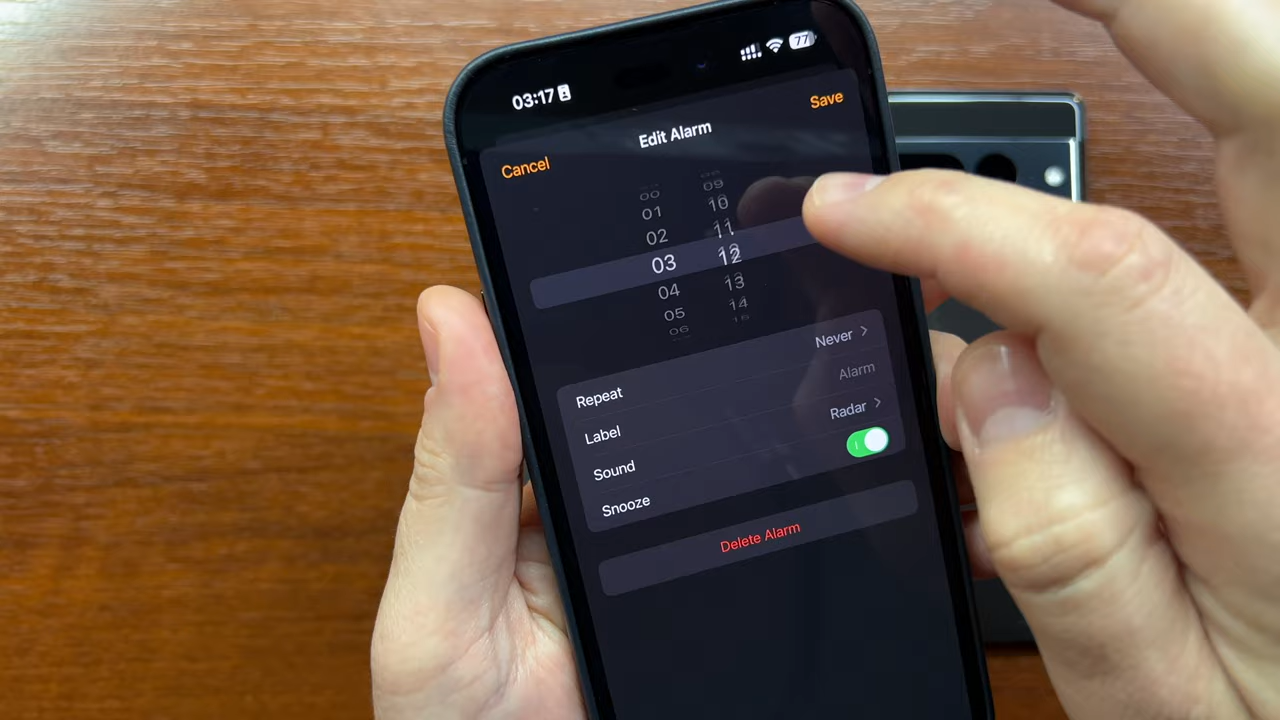 03:17
77
Save
Edit Alarm
Cancel
00 09
01 10
02 11
03 12
04 13
05 14
06 15
Repeat Never
Label Alarm
Sound Radar
Snooze
Delete Alarm